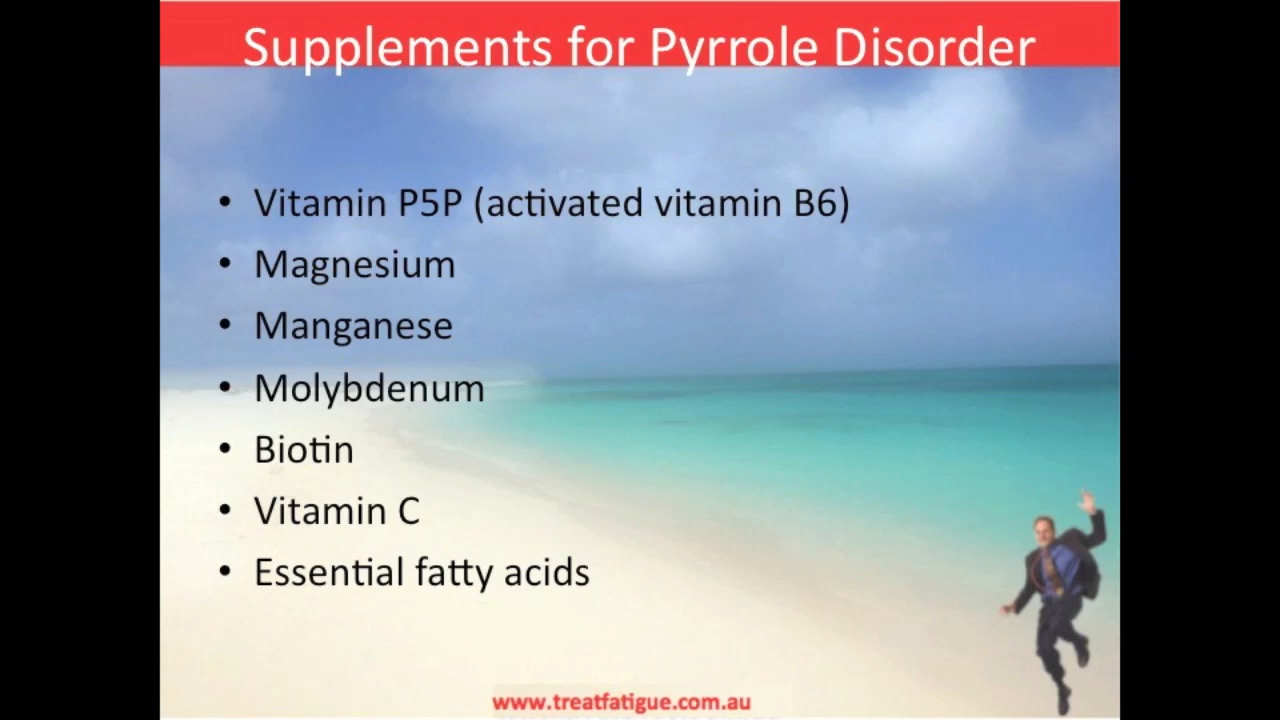 Supplements for Pyrrole Disorder
• Vitamin P5P (activated vitamin B6)
• Magnesium
• Manganese
• Molybdenum
• Biotin
• Vitamin C
• Essential fatty acids
www.treatfatigue.com.au